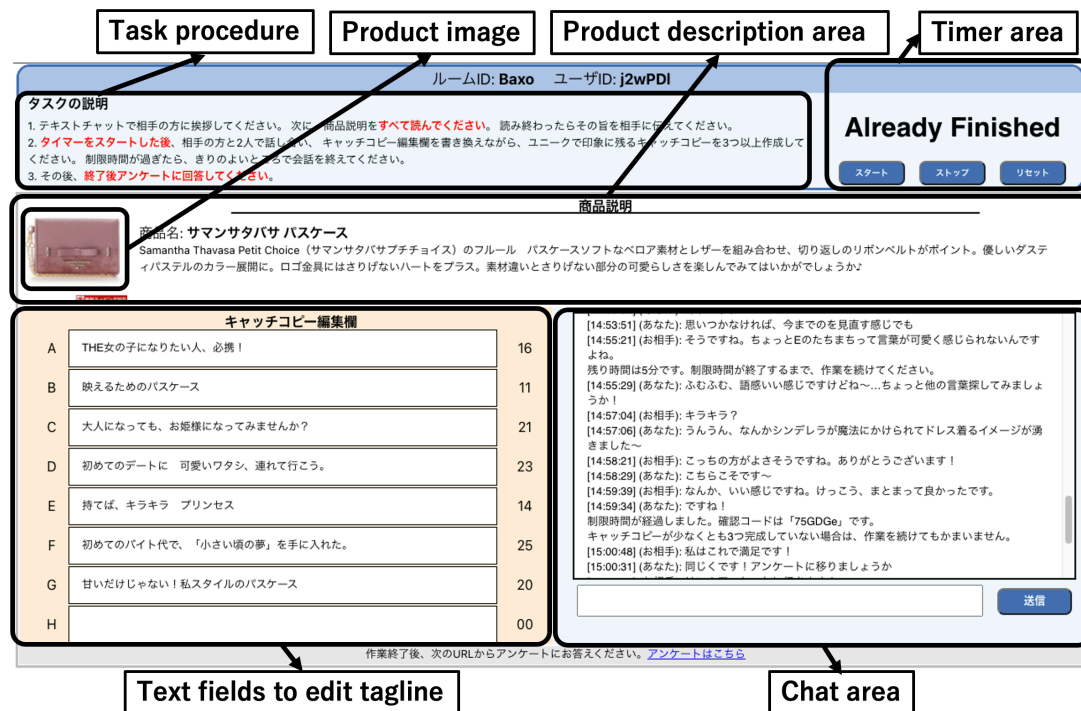 Task procedure
Product image
Product description area
Timer area
ルームID: Baxo ユーザID: j2wPDl
タスクの説明
1. テキストチャットで相手の方に挨拶してください。 次に、商品説明をすべて読んでください。 読み終わったらその旨を相手に伝えてください。
2. タイマーをスタートした後、相手の方と2人で話し合い、 キャッチコピー編集欄を書き換えながら、ユニークで印象に残るキャッチコピーを3つ以上作成して
ください。 制限時間が過ぎたら、きりのよいところで会話を終えてください。
3. その後、終了後アンケートに回答してください。
Already Finished
スタート
ストップ
リセット
商品説明
商品名: サマンサタバサ パスケース
Samantha Thavasa Petit Choice（サマンサタバサプチチョイス）のフルール パスケースソフトなベロア素材とレザーを組み合わせ、切り返しのリボンベルトがポイント。優しいダステ
ィパステルのカラー展開に。ロゴ金具にはさりげないハートをプラス。素材違いとさりげない部分の可愛らしさを楽しんでみてはいかがでしょうか♪
キャッチコピー編集欄
A THE女の子になりたい人、必携！ 16
B 映えるためのパスケース 11
C 大人になっても、お姫様になってみませんか？ 21
D 初めてのデートに 可愛いワタシ、連れて行こう。 23
E 持てば、キラキラ プリンセス 14
F 初めてのバイト代で、「小さい頃の夢」を手に入れた。 25
G 甘いだけじゃない！私スタイルのパスケース 20
H 00
[14:53:51] (あなた): 思いつかなければ、今までのを見直す感じでも
[14:55:21] (お相手): そうですね。ちょっとEのたちまちって言葉が可愛く感じられないんです
よね。
残り時間は5分です。制限時間が終了するまで、作業を続けてください。
[14:55:29] (あなた): ふむふむ、語感いい感じですけどね〜…ちょっと他の言葉探してみましょ
うか！
[14:57:04] (お相手): キラキラ？
[14:57:06] (あなた): うんうん、なんかシンデレラが魔法にかけられてドレス着るイメージが湧
きました〜
[14:58:21] (お相手): こっちの方がよさそうですね。ありがとうございます！
[14:58:29] (あなた): こちらこそです〜
[14:59:39] (お相手): なんか、いい感じですね。けっこう、まとまって良かったです。
[14:59:34] (あなた): ですね！
制限時間が経過しました。確認コードは「75GDGe」です。
キャッチコピーが少なくとも3つ完成していない場合は、作業を続けてもかまいません。
[15:00:48] (お相手): 私はこれで満足です！
[15:00:31] (あなた): 同じくです！アンケートに移りましょうか
送信
作業終了後、次のURLからアンケートにお答えください。アンケートはこちら
Text fields to edit tagline
Chat area